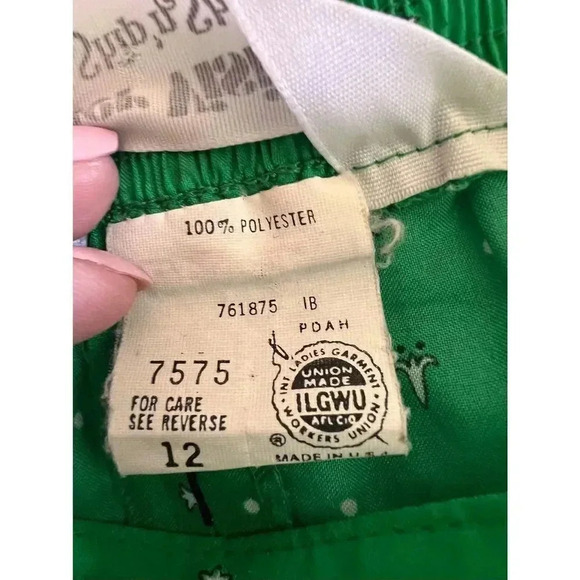 100% POLYESTER
761875 IB
PDAH
7575
FOR CARE
SEE REVERSE
12
INT LADIES GARMENT
WORKERS UNION
UNION
MADE
ILGWU
AFL CIO
®
MADE IN U.S.A